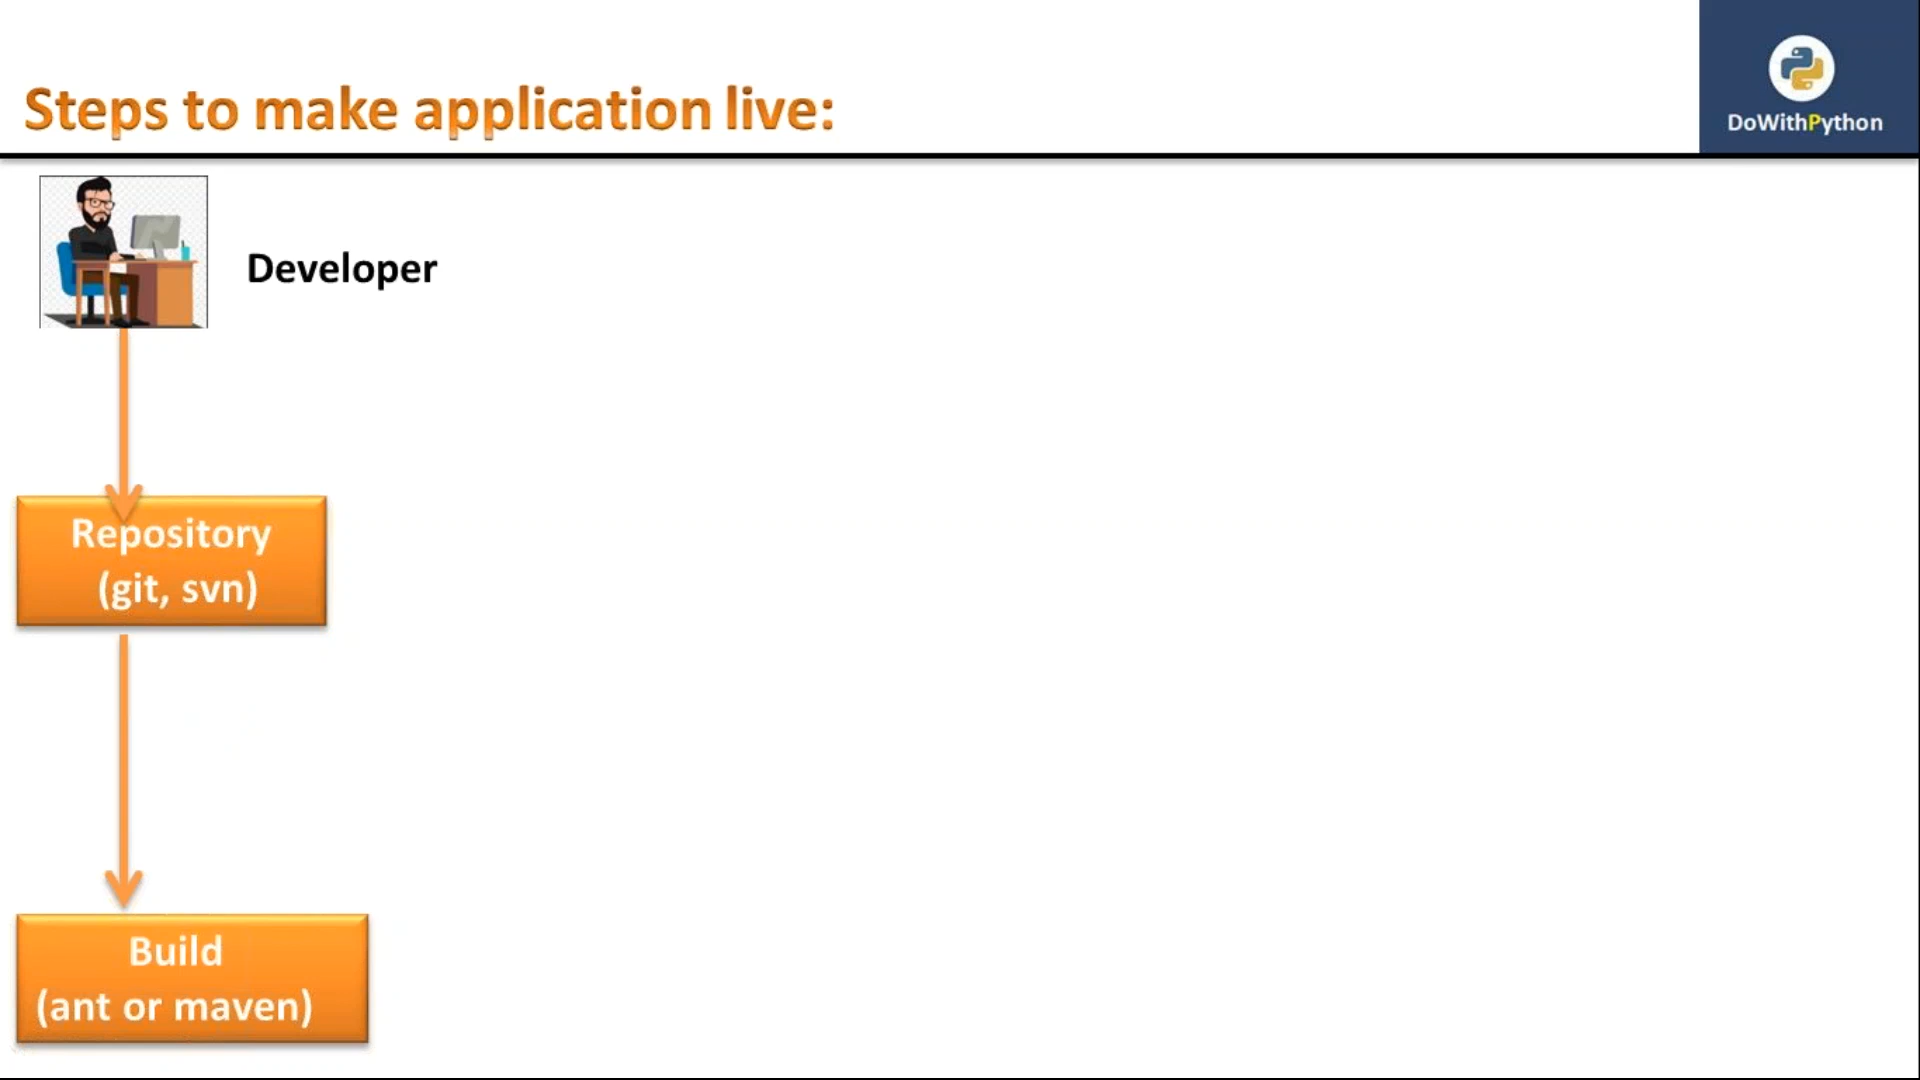 Steps to make application live:
DoWithPython
Developer
Repository
(git, svn)
Build
(ant or maven)